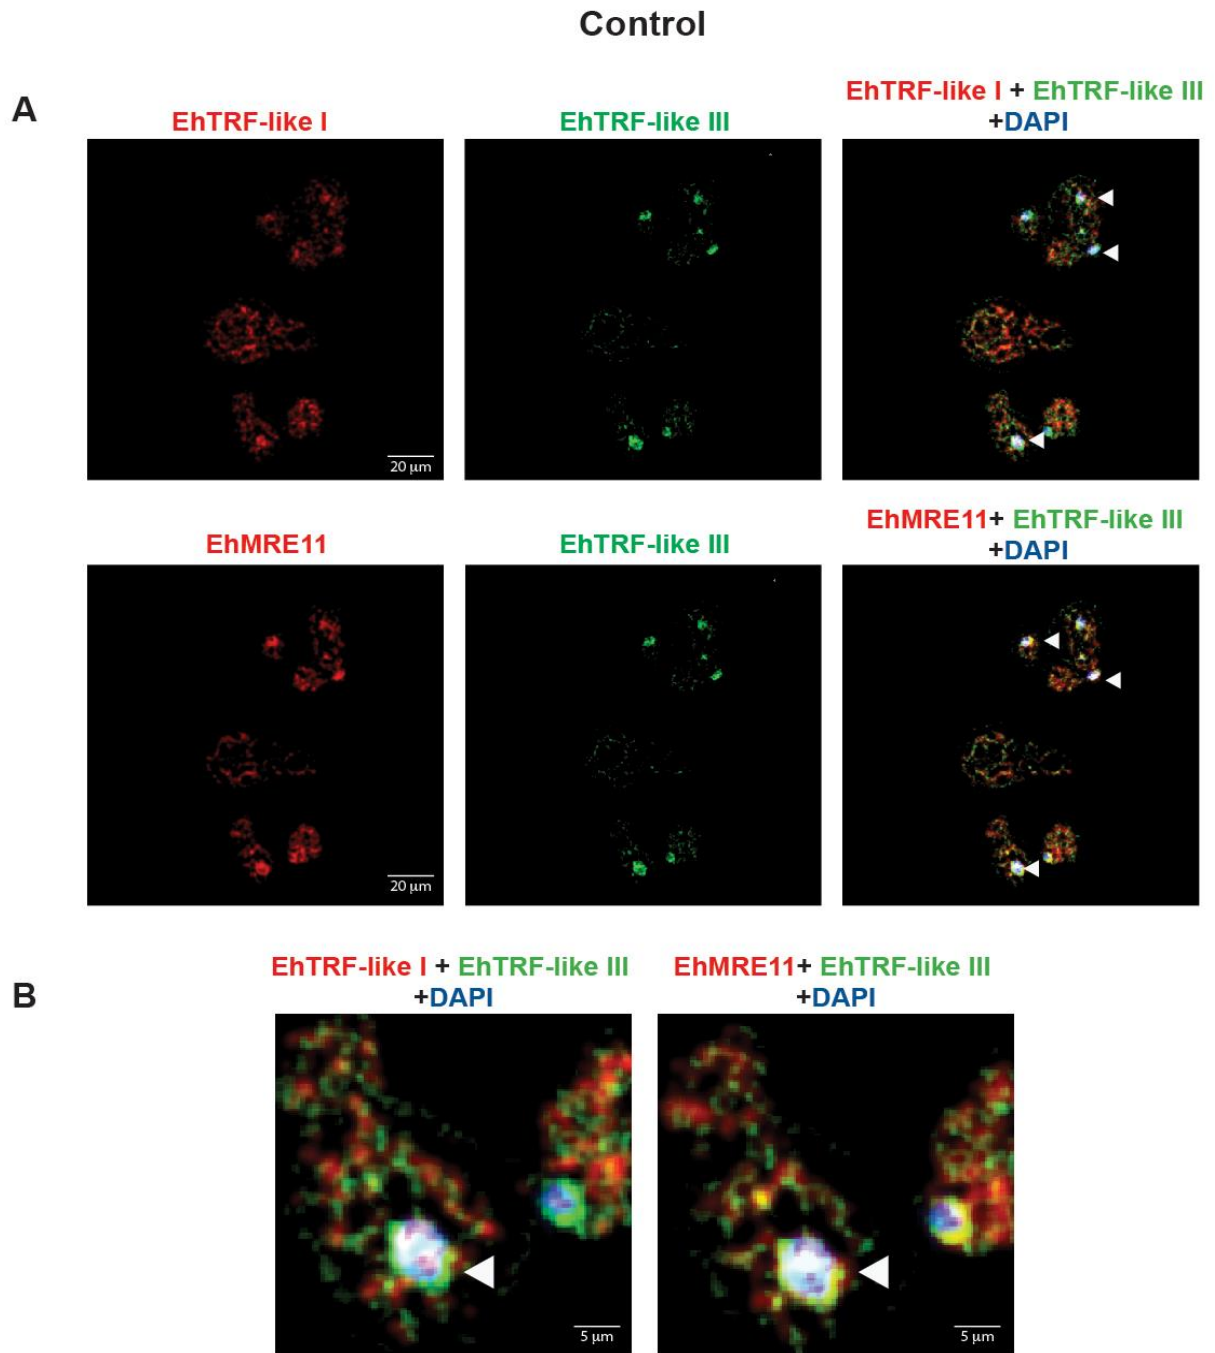 Control
A
EhTRF-like I
EhTRF-like III
EhTRF-like I + EhTRF-like III
+DAPI
20 µm
EhMRE11
EhTRF-like III
EhMRE11+ EhTRF-like III
+DAPI
20 µm
B
EhTRF-like I + EhTRF-like III
+DAPI
EhMRE11+ EhTRF-like III
+DAPI
5 µm
5 µm